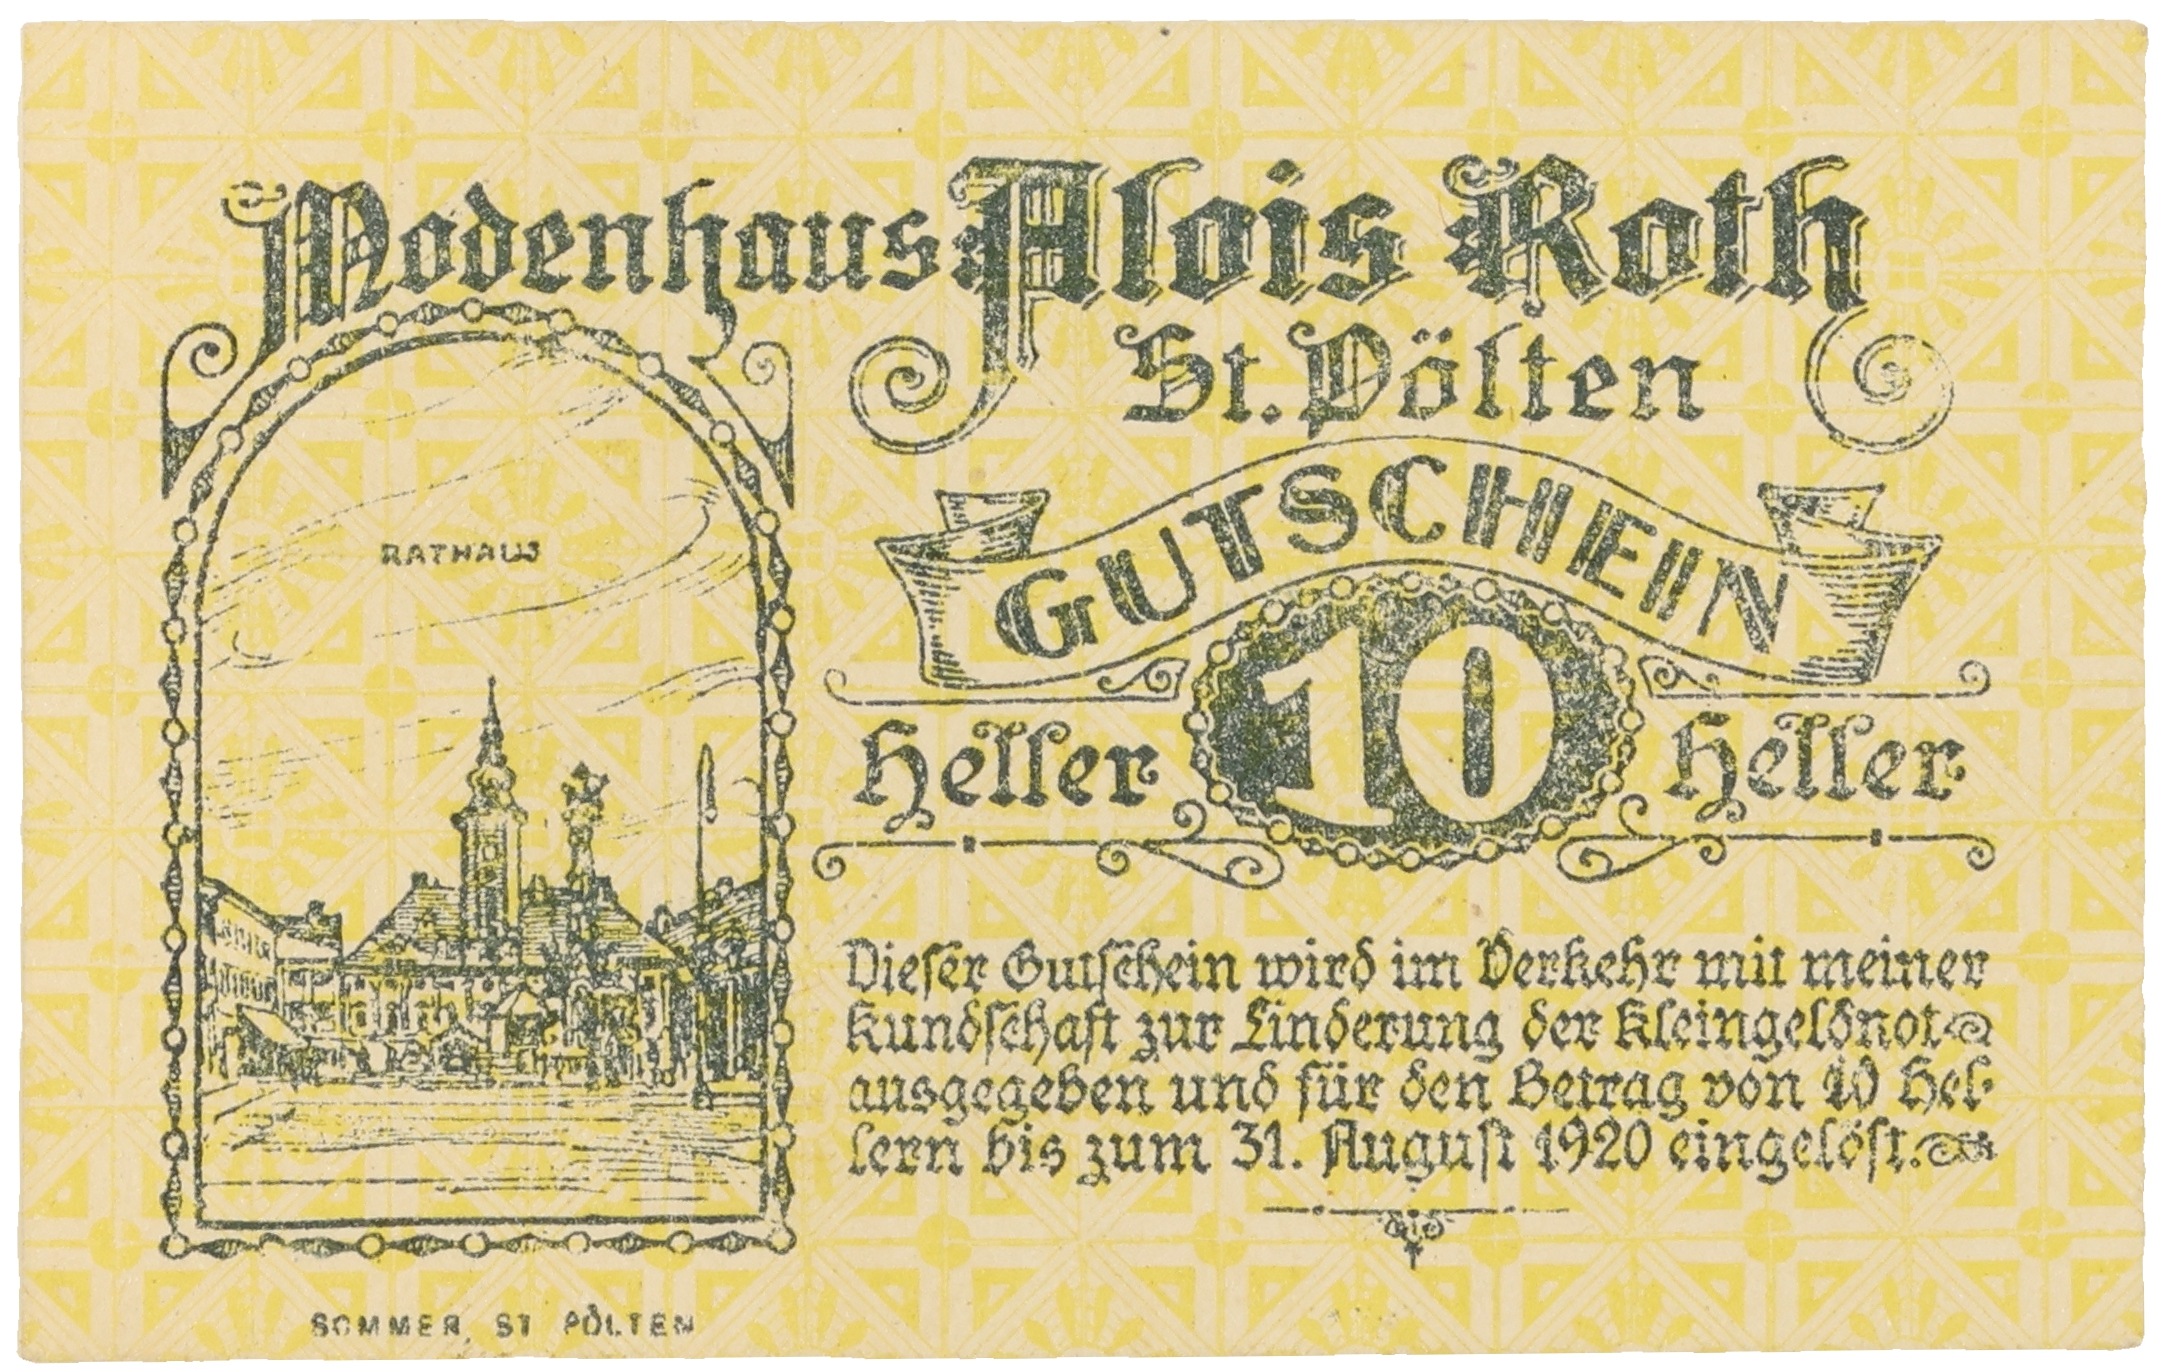 Modenhaus Alois Roth
St. Pölten
GUTSCHEIN
RATHAUS
Heller 10 Heller
Dieser Gutschein wird im Verkehr mit meiner
Kundschaft zur Linderung der Kleingeldnot
ausgegeben und für den Betrag von 10 Hel-
lern bis zum 31. August 1920 eingelöst.
SOMMER, ST PÖLTEN